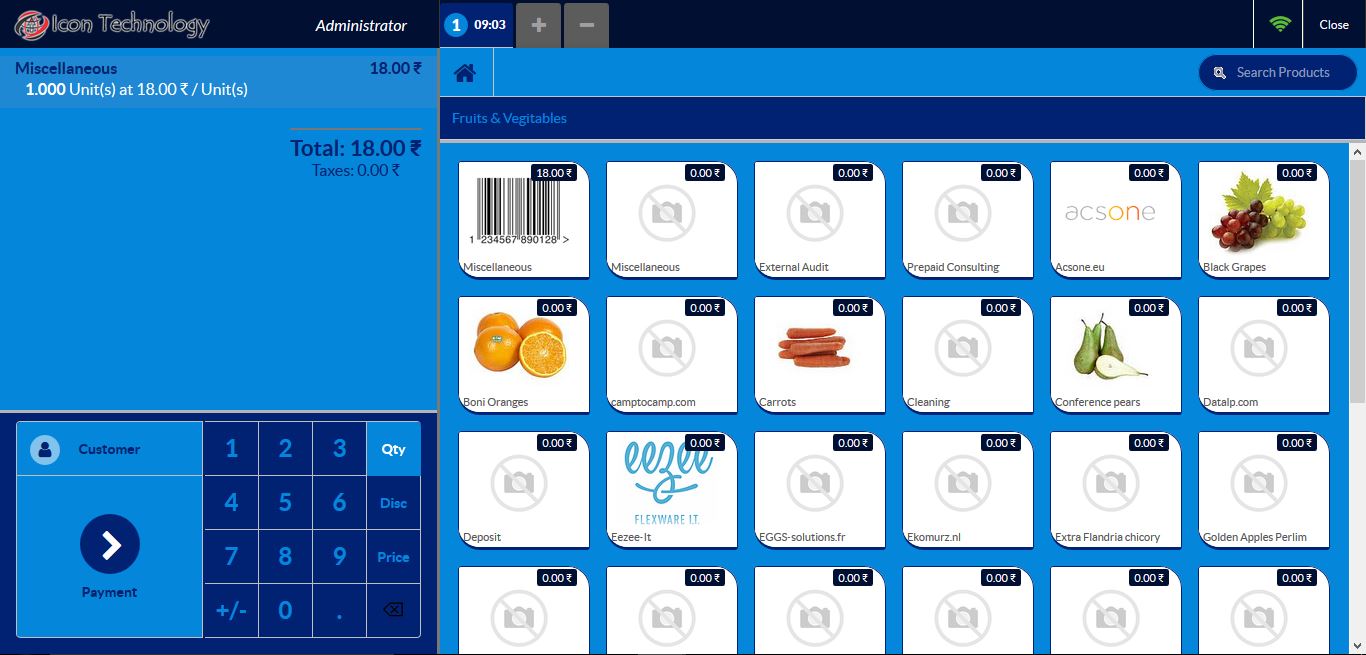 Icon Technology
Administrator
1 09:03 + −
Close
Miscellaneous 18.00 ₹
1.000 Unit(s) at 18.00 ₹ / Unit(s)
Total: 18.00 ₹
Taxes: 0.00 ₹
Customer
Payment
1 2 3 Qty
4 5 6 Disc
7 8 9 Price
+/- 0 .
Search Products
Fruits & Vegitables
18.00 ₹ 0.00 ₹ 0.00 ₹ 0.00 ₹ 0.00 ₹ 0.00 ₹
acsone
1 234567 890128 >
Miscellaneous Miscellaneous External Audit Prepaid Consulting Acsone.eu Black Grapes
0.00 ₹ 0.00 ₹ 0.00 ₹ 0.00 ₹ 0.00 ₹ 0.00 ₹
Boni Oranges camptocamp.com Carrots Cleaning Conference pears Datalp.com
0.00 ₹ 0.00 ₹ 0.00 ₹ 0.00 ₹ 0.00 ₹ 0.00 ₹
eezee
FLEXWARE I.T.
Deposit Eezee-It EGGS-solutions.fr Ekomurz.nl Extra Flandria chicory Golden Apples Perlim
0.00 ₹ 0.00 ₹ 0.00 ₹ 0.00 ₹ 0.00 ₹ 0.00 ₹